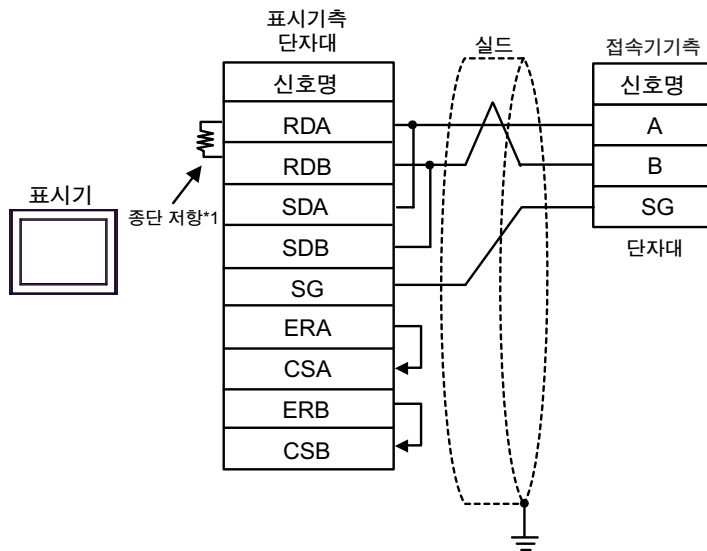 표시기측
단자대
신호명
RDA
RDB
SDA
SDB
SG
ERA
CSA
ERB
CSB
표시기
종단 저항*1
실드
접속기기측
신호명
A
B
SG
단자대